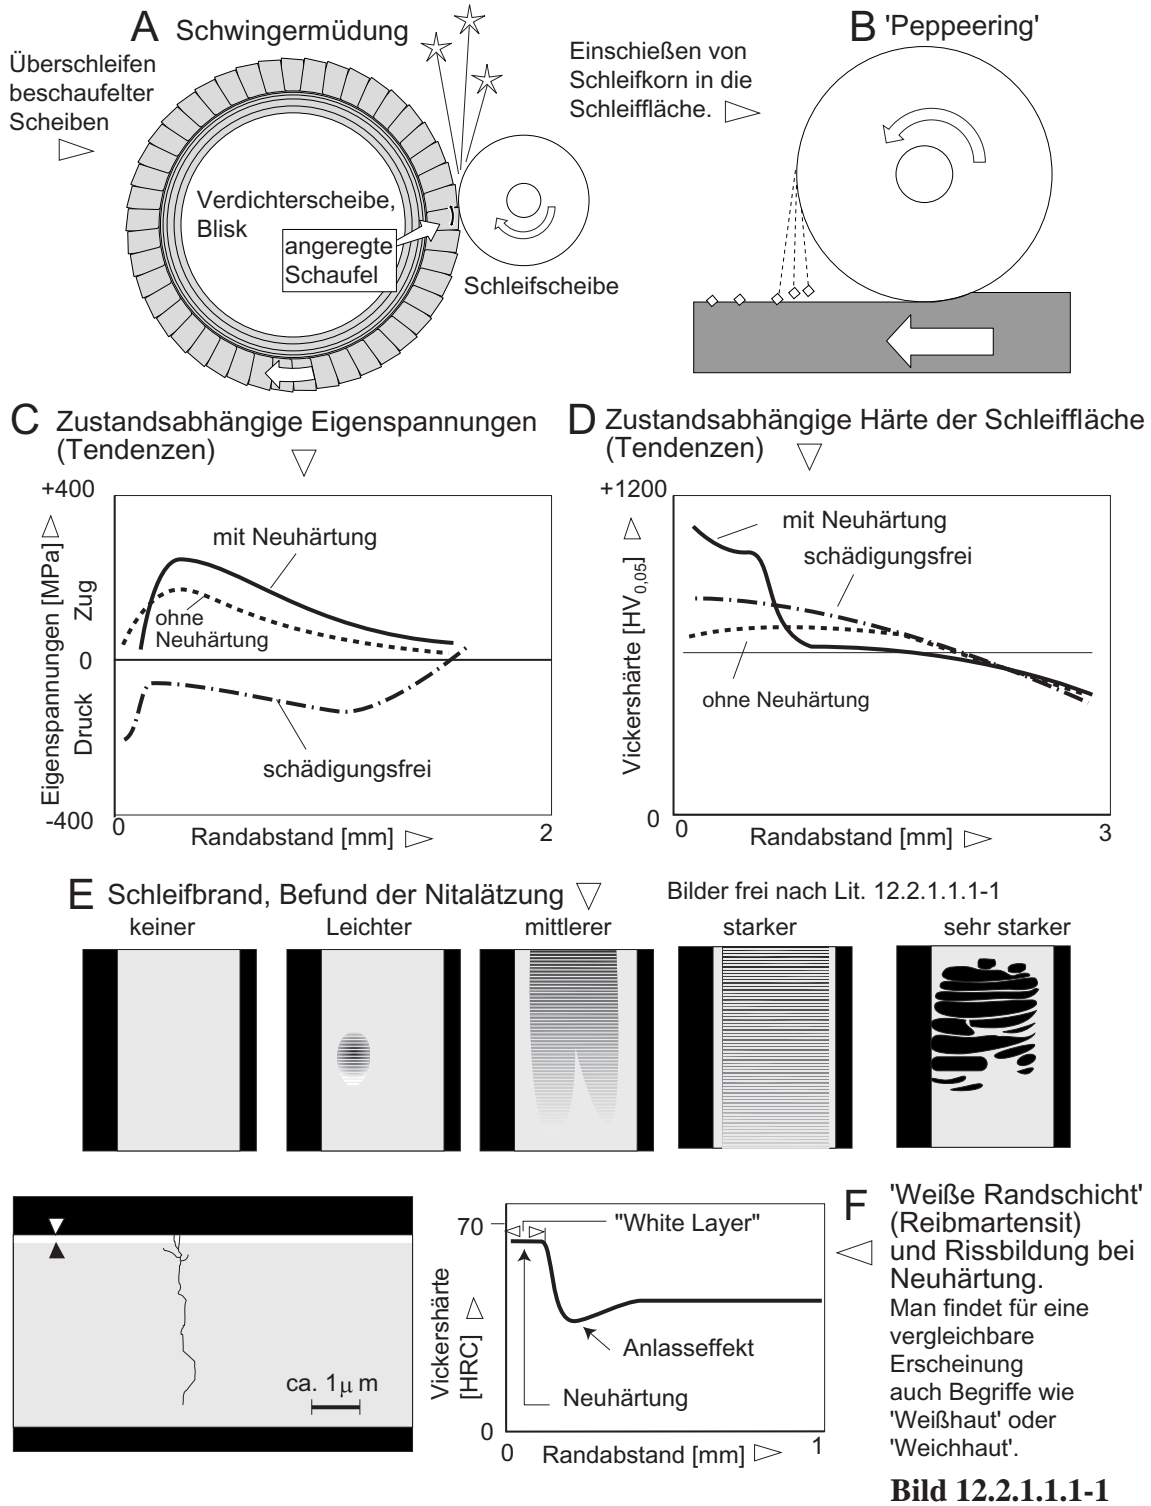 A Schwingermüdung
Überschleifen
beschaufelter
Scheiben
Verdichterscheibe,
Blisk
angeregte
Schaufel
Schleifscheibe
B 'Peppeering'
Einschießen von
Schleifkorn in die
Schleiffläche.
C Zustandsabhängige Eigenspannungen
(Tendenzen)
+400
0
-400
Eigenspannungen [MPa]
Druck Zug
mit Neuhärtung
ohne
Neuhärtung
schädigungsfrei
0
2
Randabstand [mm]
D Zustandsabhängige Härte der Schleiffläche
(Tendenzen)
+1200
0
Vickershärte [HV0,05]
mit Neuhärtung
schädigungsfrei
ohne Neuhärtung
0
3
Randabstand [mm]
E Schleifbrand, Befund der Nitalätzung
Bilder frei nach Lit. 12.2.1.1.1-1
keiner
Leichter
mittlerer
starker
sehr starker
ca. 1µ m
70
0
Vickershärte
[HRC]
"White Layer"
Anlasseffekt
Neuhärtung
0
1
Randabstand [mm]
F 'Weiße Randschicht'
(Reibmartensit)
und Rissbildung bei
Neuhärtung.
Man findet für eine
vergleichbare
Erscheinung
auch Begriffe wie
'Weißhaut' oder
'Weichhaut'.
Bild 12.2.1.1.1-1